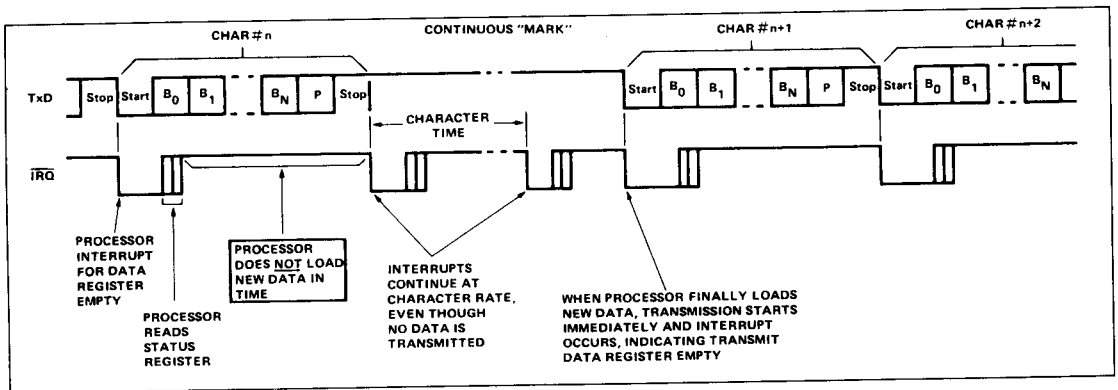 CHAR #n
CONTINUOUS "MARK"
CHAR #n+1
CHAR #n+2
TxD
Stop Start B0 B1 BN P Stop Start B0 B1 BN P Stop Start B0 B1 BN
CHARACTER
TIME
IRQ
PROCESSOR
INTERRUPT
FOR DATA
REGISTER
EMPTY
PROCESSOR
READS
STATUS
REGISTER
PROCESSOR
DOES NOT LOAD
NEW DATA IN
TIME
INTERRUPTS
CONTINUE AT
CHARACTER RATE,
EVEN THOUGH
NO DATA IS
TRANSMITTED
WHEN PROCESSOR FINALLY LOADS
NEW DATA, TRANSMISSION STARTS
IMMEDIATELY AND INTERRUPT
OCCURS, INDICATING TRANSMIT
DATA REGISTER EMPTY